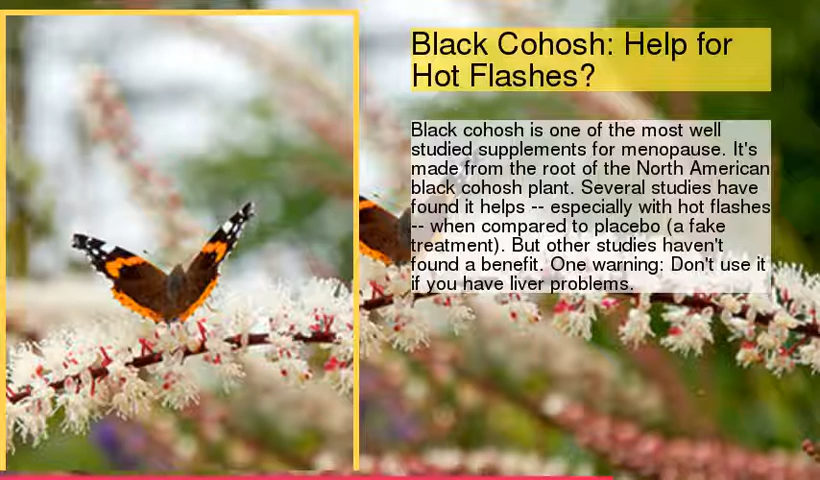 Black Cohosh: Help for
Hot Flashes?
Black cohosh is one of the most well
studied supplements for menopause. It's
made from the root of the North American
black cohosh plant. Several studies have
found it helps -- especially with hot flashes
-- when compared to placebo (a fake
treatment). But other studies haven't
found a benefit. One warning: Don't use it
if you have liver problems.